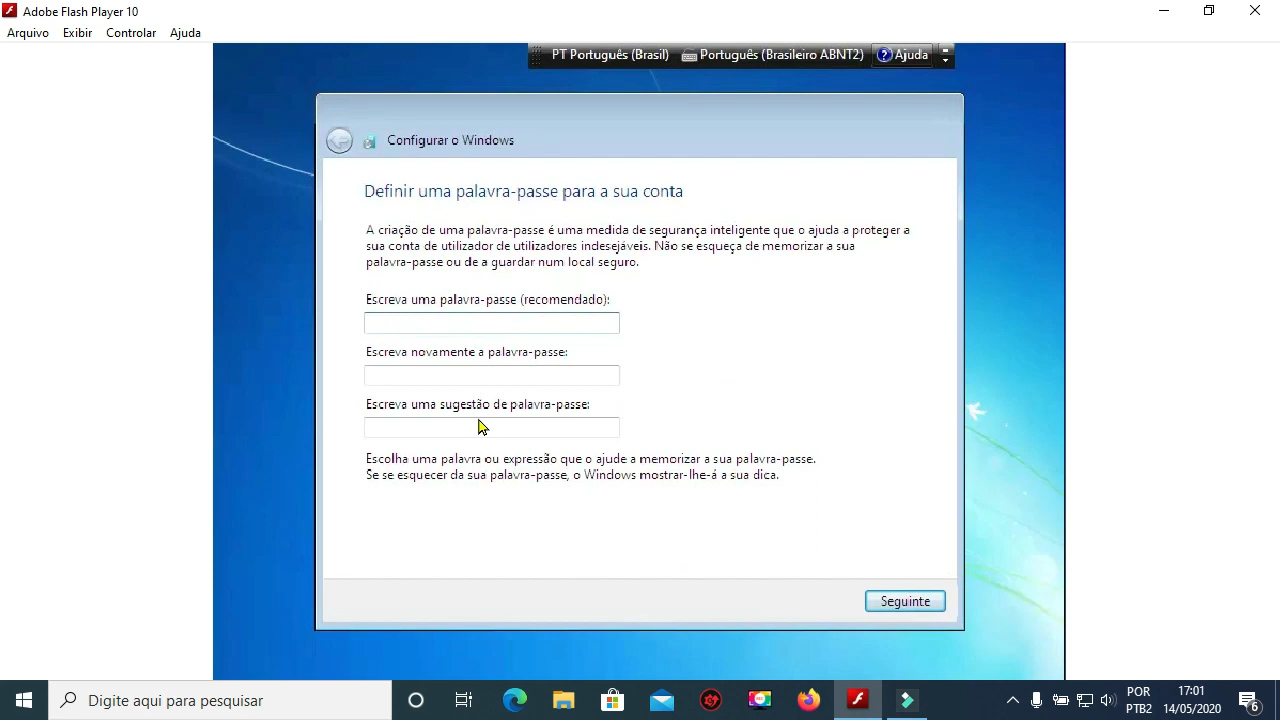 Adobe Flash Player 10
Arquivo Exibir Controlar Ajuda
PT Português (Brasil) Português (Brasileiro ABNT2) Ajuda
Configurar o Windows
Definir uma palavra-passe para a sua conta
A criação de uma palavra-passe é uma medida de segurança inteligente que o ajuda a proteger a
sua conta de utilizador de utilizadores indesejáveis. Não se esqueça de memorizar a sua
palavra-passe ou de a guardar num local seguro.
Escreva uma palavra-passe (recomendado):
Escreva novamente a palavra-passe:
Escreva uma sugestão de palavra-passe:
Escolha uma palavra ou expressão que o ajude a memorizar a sua palavra-passe.
Se se esquecer da sua palavra-passe, o Windows mostrar-lhe-á a sua dica.
Seguinte
Digite aqui para pesquisar
POR
PTB2
17:01
14/05/2020
6